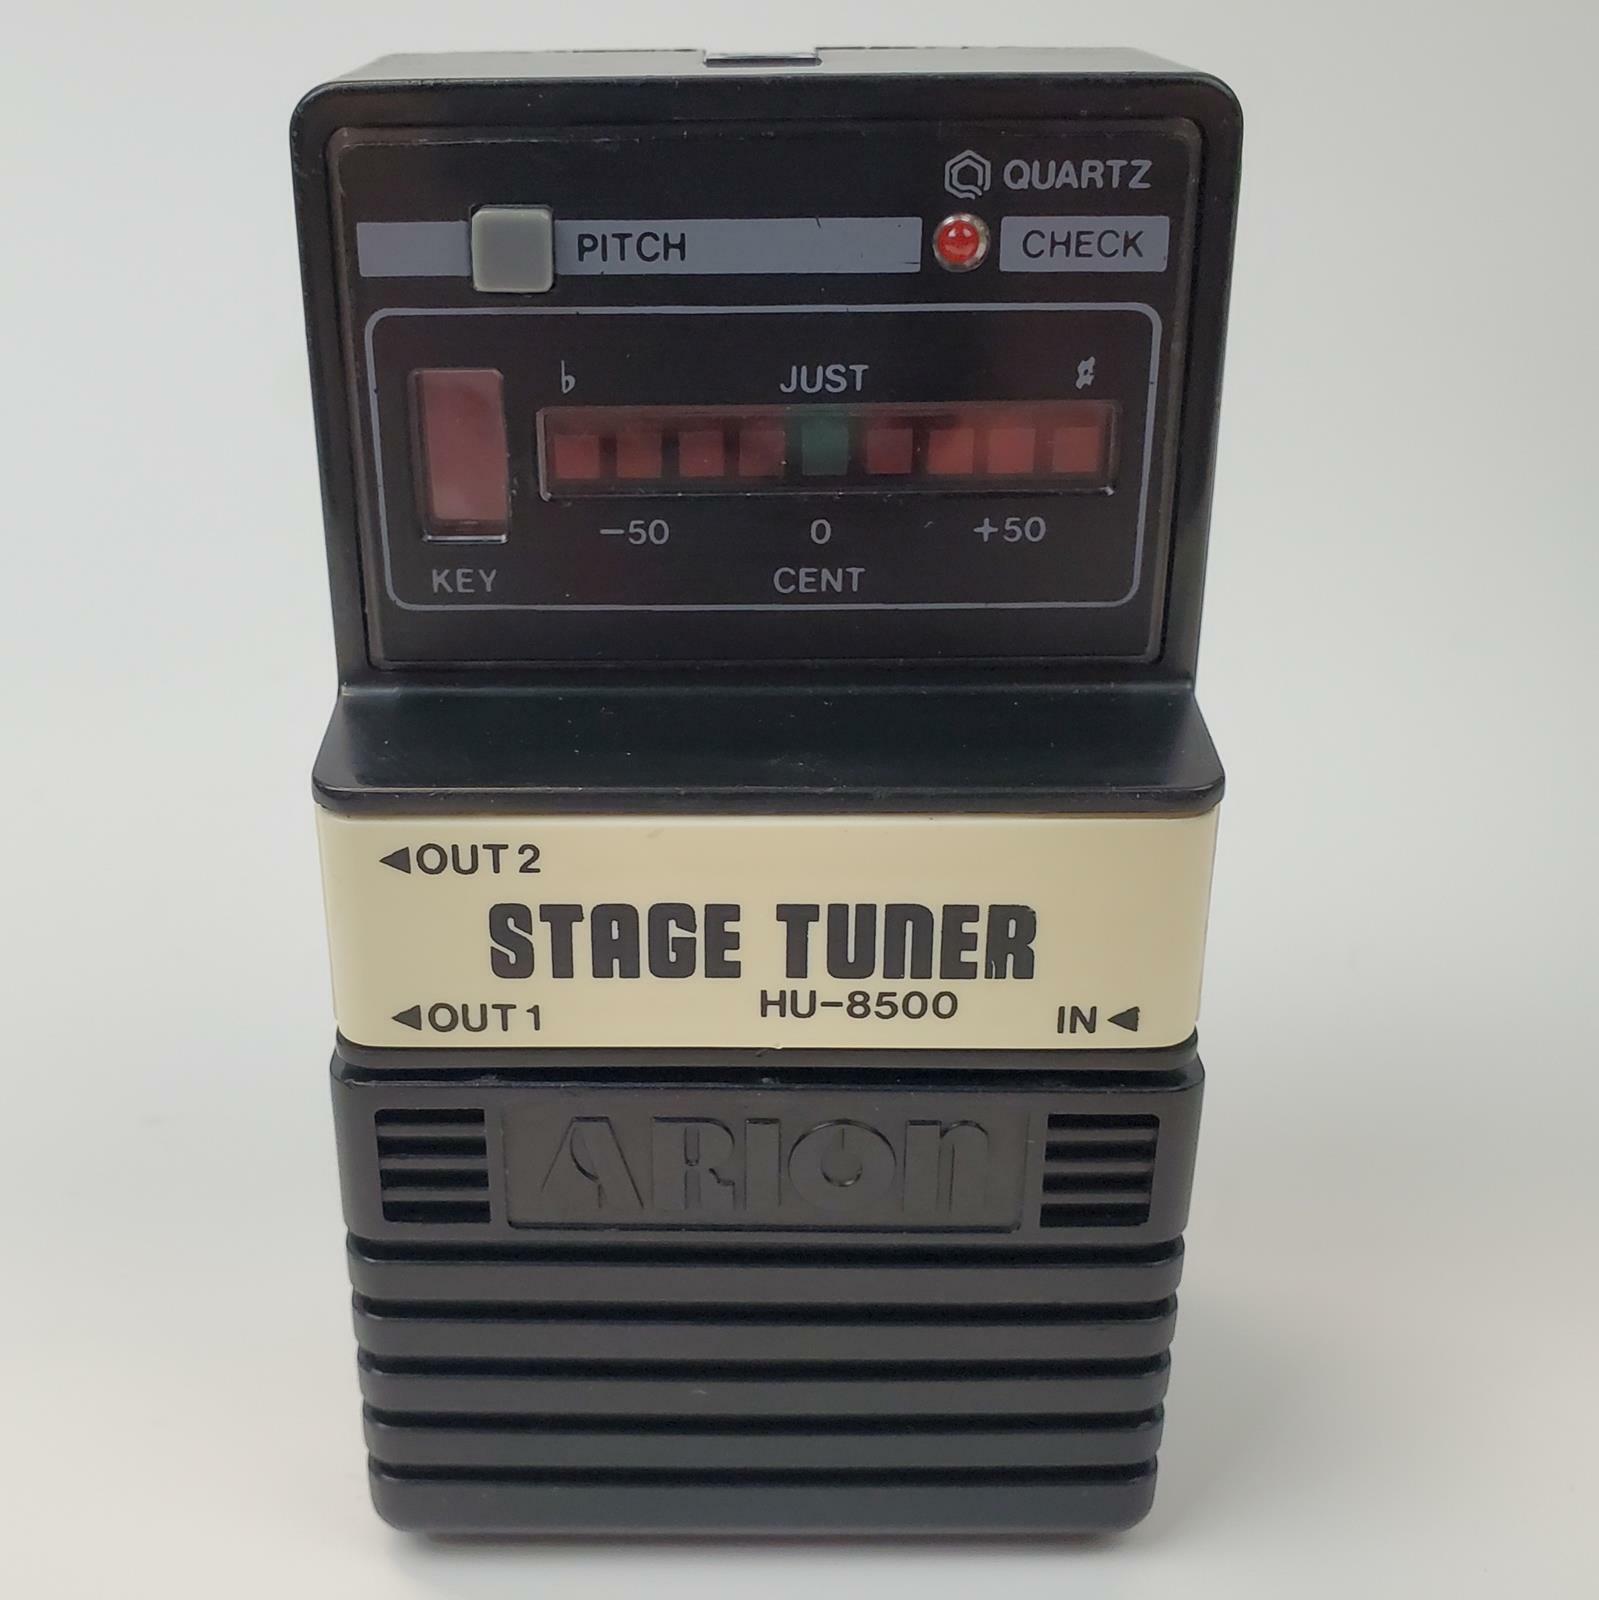 QUARTZ
PITCH
CHECK
♭ JUST ♯
-50 0 +50
KEY CENT
◀OUT 2
STAGE TUNER
HU-8500
◀OUT 1 IN◀
ARION